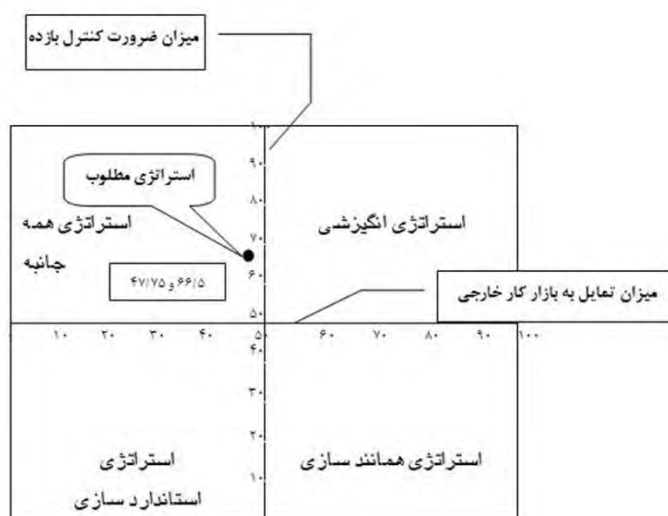 میزان ضرورت کنترل بازده
۱۰۰
۹۰
استراتژی مطلوب
۸۰
استراتژی همه
جانبه
استراتژی انگیزشی
۷۰
۶۰
۴۷/۷۵ و ۶۶/۵
میزان تمایل به بازار کار خارجی
۵۰
۱۰ ۲۰ ۳۰ ۴۰ ۵۰ ۶۰ ۷۰ ۸۰ ۹۰ ۱۰۰
۴۰
۳۰
۲۰
استراتژی
استاندارد سازی
استراتژی همانند سازی
۱۰